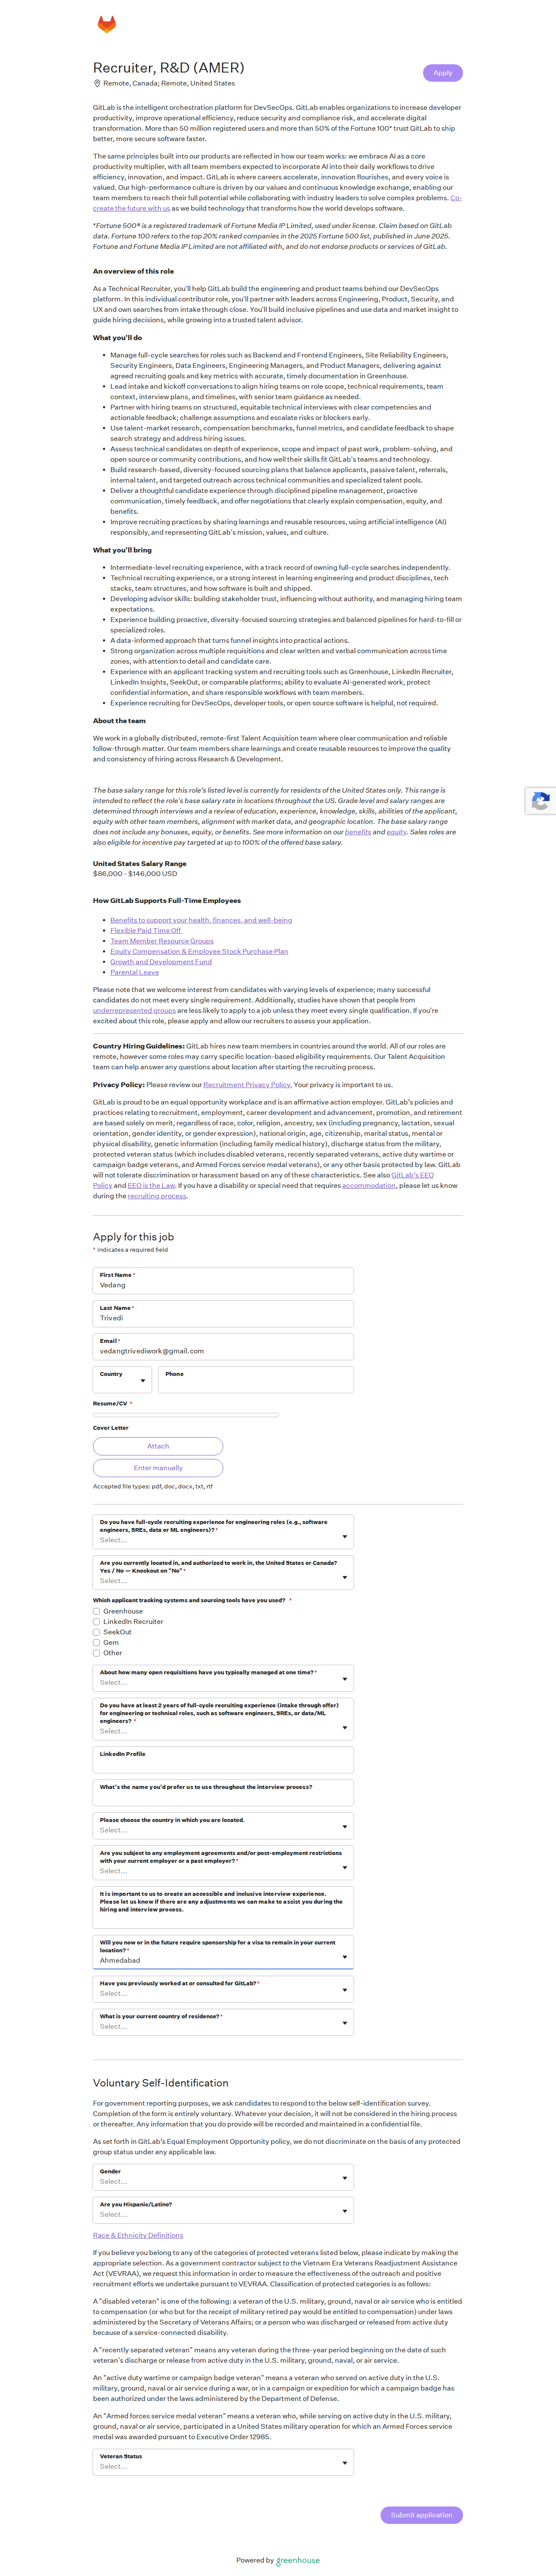 Recruiter, R&D (AMER)
Apply
Remote, Canada; Remote, United States
GitLab is the intelligent orchestration platform for DevSecOps. GitLab enables organizations to increase developer
productivity, improve operational efficiency, reduce security and compliance risk, and accelerate digital
transformation. More than 50 million registered users and more than 50% of the Fortune 100* trust GitLab to ship
better, more secure software faster.
The same principles built into our products are reflected in how our team works: we embrace AI as a core
productivity multiplier, with all team members expected to incorporate AI into their daily workflows to drive
efficiency, innovation, and impact. GitLab is where careers accelerate, innovation flourishes, and every voice is
valued. Our high-performance culture is driven by our values and continuous knowledge exchange, enabling our
team members to reach their full potential while collaborating with industry leaders to solve complex problems. Co-
create the future with us as we build technology that transforms how the world develops software.
*Fortune 500® is a registered trademark of Fortune Media IP Limited, used under license. Claim based on GitLab
data. Fortune 100 refers to the top 20% ranked companies in the 2025 Fortune 500 list, published in June 2025.
Fortune and Fortune Media IP Limited are not affiliated with, and do not endorse products or services of GitLab.
An overview of this role
As a Technical Recruiter, you'll help GitLab build the engineering and product teams behind our DevSecOps
platform. In this individual contributor role, you'll partner with leaders across Engineering, Product, Security, and
UX and own searches from intake through close. You'll build inclusive pipelines and use data and market insight to
guide hiring decisions, while growing into a trusted talent advisor.
What you'll do
• Manage full-cycle searches for roles such as Backend and Frontend Engineers, Site Reliability Engineers,
Security Engineers, Data Engineers, Engineering Managers, and Product Managers, delivering against
agreed recruiting goals and key metrics with accurate, timely documentation in Greenhouse.
• Lead intake and kickoff conversations to align hiring teams on role scope, technical requirements, team
context, interview plans, and timelines, with senior team guidance as needed.
• Partner with hiring teams on structured, equitable technical interviews with clear competencies and
actionable feedback; challenge assumptions and escalate risks or blockers early.
• Use talent-market research, compensation benchmarks, funnel metrics, and candidate feedback to shape
search strategy and address hiring issues.
• Assess technical candidates on depth of experience, scope and impact of past work, problem-solving, and
open source or community contributions, and how well their skills fit GitLab's teams and technology.
• Build research-based, diversity-focused sourcing plans that balance applicants, passive talent, referrals,
internal talent, and targeted outreach across technical communities and specialized talent pools.
• Deliver a thoughtful candidate experience through disciplined pipeline management, proactive
communication, timely feedback, and offer negotiations that clearly explain compensation, equity, and
benefits.
• Improve recruiting practices by sharing learnings and reusable resources, using artificial intelligence (AI)
responsibly, and representing GitLab's mission, values, and culture.
What you'll bring
• Intermediate-level recruiting experience, with a track record of owning full-cycle searches independently.
• Technical recruiting experience, or a strong interest in learning engineering and product disciplines, tech
stacks, team structures, and how software is built and shipped.
• Developing advisor skills: building stakeholder trust, influencing without authority, and managing hiring team
expectations.
• Experience building proactive, diversity-focused sourcing strategies and balanced pipelines for hard-to-fill or
specialized roles.
• A data-informed approach that turns funnel insights into practical actions.
• Strong organization across multiple requisitions and clear written and verbal communication across time
zones, with attention to detail and candidate care.
• Experience with an applicant tracking system and recruiting tools such as Greenhouse, LinkedIn Recruiter,
LinkedIn Insights, SeekOut, or comparable platforms; ability to evaluate AI-generated work, protect
confidential information, and share responsible workflows with team members.
• Experience recruiting for DevSecOps, developer tools, or open source software is helpful, not required.
About the team
We work in a globally distributed, remote-first Talent Acquisition team where clear communication and reliable
follow-through matter. Our team members share learnings and create reusable resources to improve the quality
and consistency of hiring across Research & Development.
The base salary range for this role's listed level is currently for residents of the United States only. This range is
intended to reflect the role's base salary rate in locations throughout the US. Grade level and salary ranges are
determined through interviews and a review of education, experience, knowledge, skills, abilities of the applicant,
equity with other team members, alignment with market data, and geographic location. The base salary range
does not include any bonuses, equity, or benefits. See more information on our benefits and equity. Sales roles are
also eligible for incentive pay targeted at up to 100% of the offered base salary.
United States Salary Range
$86,000 - $146,000 USD
How GitLab Supports Full-Time Employees
• Benefits to support your health, finances, and well-being
• Flexible Paid Time Off
• Team Member Resource Groups
• Equity Compensation & Employee Stock Purchase Plan
• Growth and Development Fund
• Parental Leave
Please note that we welcome interest from candidates with varying levels of experience; many successful
candidates do not meet every single requirement. Additionally, studies have shown that people from
underrepresented groups are less likely to apply to a job unless they meet every single qualification. If you're
excited about this role, please apply and allow our recruiters to assess your application.
Country Hiring Guidelines: GitLab hires new team members in countries around the world. All of our roles are
remote, however some roles may carry specific location-based eligibility requirements. Our Talent Acquisition
team can help answer any questions about location after starting the recruiting process.
Privacy Policy: Please review our Recruitment Privacy Policy. Your privacy is important to us.
GitLab is proud to be an equal opportunity workplace and is an affirmative action employer. GitLab's policies and
practices relating to recruitment, employment, career development and advancement, promotion, and retirement
are based solely on merit, regardless of race, color, religion, ancestry, sex (including pregnancy, lactation, sexual
orientation, gender identity, or gender expression), national origin, age, citizenship, marital status, mental or
physical disability, genetic information (including family medical history), discharge status from the military,
protected veteran status (which includes disabled veterans, recently separated veterans, active duty wartime or
campaign badge veterans, and Armed Forces service medal veterans), or any other basis protected by law. GitLab
will not tolerate discrimination or harassment based on any of these characteristics. See also GitLab's EEO
Policy and EEO is the Law. If you have a disability or special need that requires accommodation, please let us know
during the recruiting process.
Apply for this job
* indicates a required field
First Name*
Vedang
Last Name*
Trivedi
Email*
vedangtrivediwork@gmail.com
Country
Phone
Resume/CV *
Cover Letter
Attach
Enter manually
Accepted file types: pdf, doc, docx, txt, rtf
Do you have full-cycle recruiting experience for engineering roles (e.g., software
engineers, SREs, data or ML engineers)?*
Select...
Are you currently located in, and authorized to work in, the United States or Canada?
Yes / No — Knockout on "No"*
Select...
Which applicant tracking systems and sourcing tools have you used? *
Greenhouse
LinkedIn Recruiter
SeekOut
Gem
Other
About how many open requisitions have you typically managed at one time?*
Select...
Do you have at least 2 years of full-cycle recruiting experience (intake through offer)
for engineering or technical roles, such as software engineers, SREs, or data/ML
engineers? *
Select...
LinkedIn Profile
What's the name you'd prefer us to use throughout the interview process?
Please choose the country in which you are located.
Select...
Are you subject to any employment agreements and/or post-employment restrictions
with your current employer or a past employer?*
Select...
It is important to us to create an accessible and inclusive interview experience.
Please let us know if there are any adjustments we can make to assist you during the
hiring and interview process.
Will you now or in the future require sponsorship for a visa to remain in your current
location?*
Ahmedabad
Have you previously worked at or consulted for GitLab?*
Select...
What is your current country of residence?*
Select...
Voluntary Self-Identification
For government reporting purposes, we ask candidates to respond to the below self-identification survey.
Completion of the form is entirely voluntary. Whatever your decision, it will not be considered in the hiring process
or thereafter. Any information that you do provide will be recorded and maintained in a confidential file.
As set forth in GitLab's Equal Employment Opportunity policy, we do not discriminate on the basis of any protected
group status under any applicable law.
Gender
Select...
Are you Hispanic/Latino?
Select...
Race & Ethnicity Definitions
If you believe you belong to any of the categories of protected veterans listed below, please indicate by making the
appropriate selection. As a government contractor subject to the Vietnam Era Veterans Readjustment Assistance
Act (VEVRAA), we request this information in order to measure the effectiveness of the outreach and positive
recruitment efforts we undertake pursuant to VEVRAA. Classification of protected categories is as follows:
A "disabled veteran" is one of the following: a veteran of the U.S. military, ground, naval or air service who is entitled
to compensation (or who but for the receipt of military retired pay would be entitled to compensation) under laws
administered by the Secretary of Veterans Affairs; or a person who was discharged or released from active duty
because of a service-connected disability.
A "recently separated veteran" means any veteran during the three-year period beginning on the date of such
veteran's discharge or release from active duty in the U.S. military, ground, naval, or air service.
An "active duty wartime or campaign badge veteran" means a veteran who served on active duty in the U.S.
military, ground, naval or air service during a war, or in a campaign or expedition for which a campaign badge has
been authorized under the laws administered by the Department of Defense.
An "Armed forces service medal veteran" means a veteran who, while serving on active duty in the U.S. military,
ground, naval or air service, participated in a United States military operation for which an Armed Forces service
medal was awarded pursuant to Executive Order 12985.
Veteran Status
Select...
Submit application
Powered by greenhouse